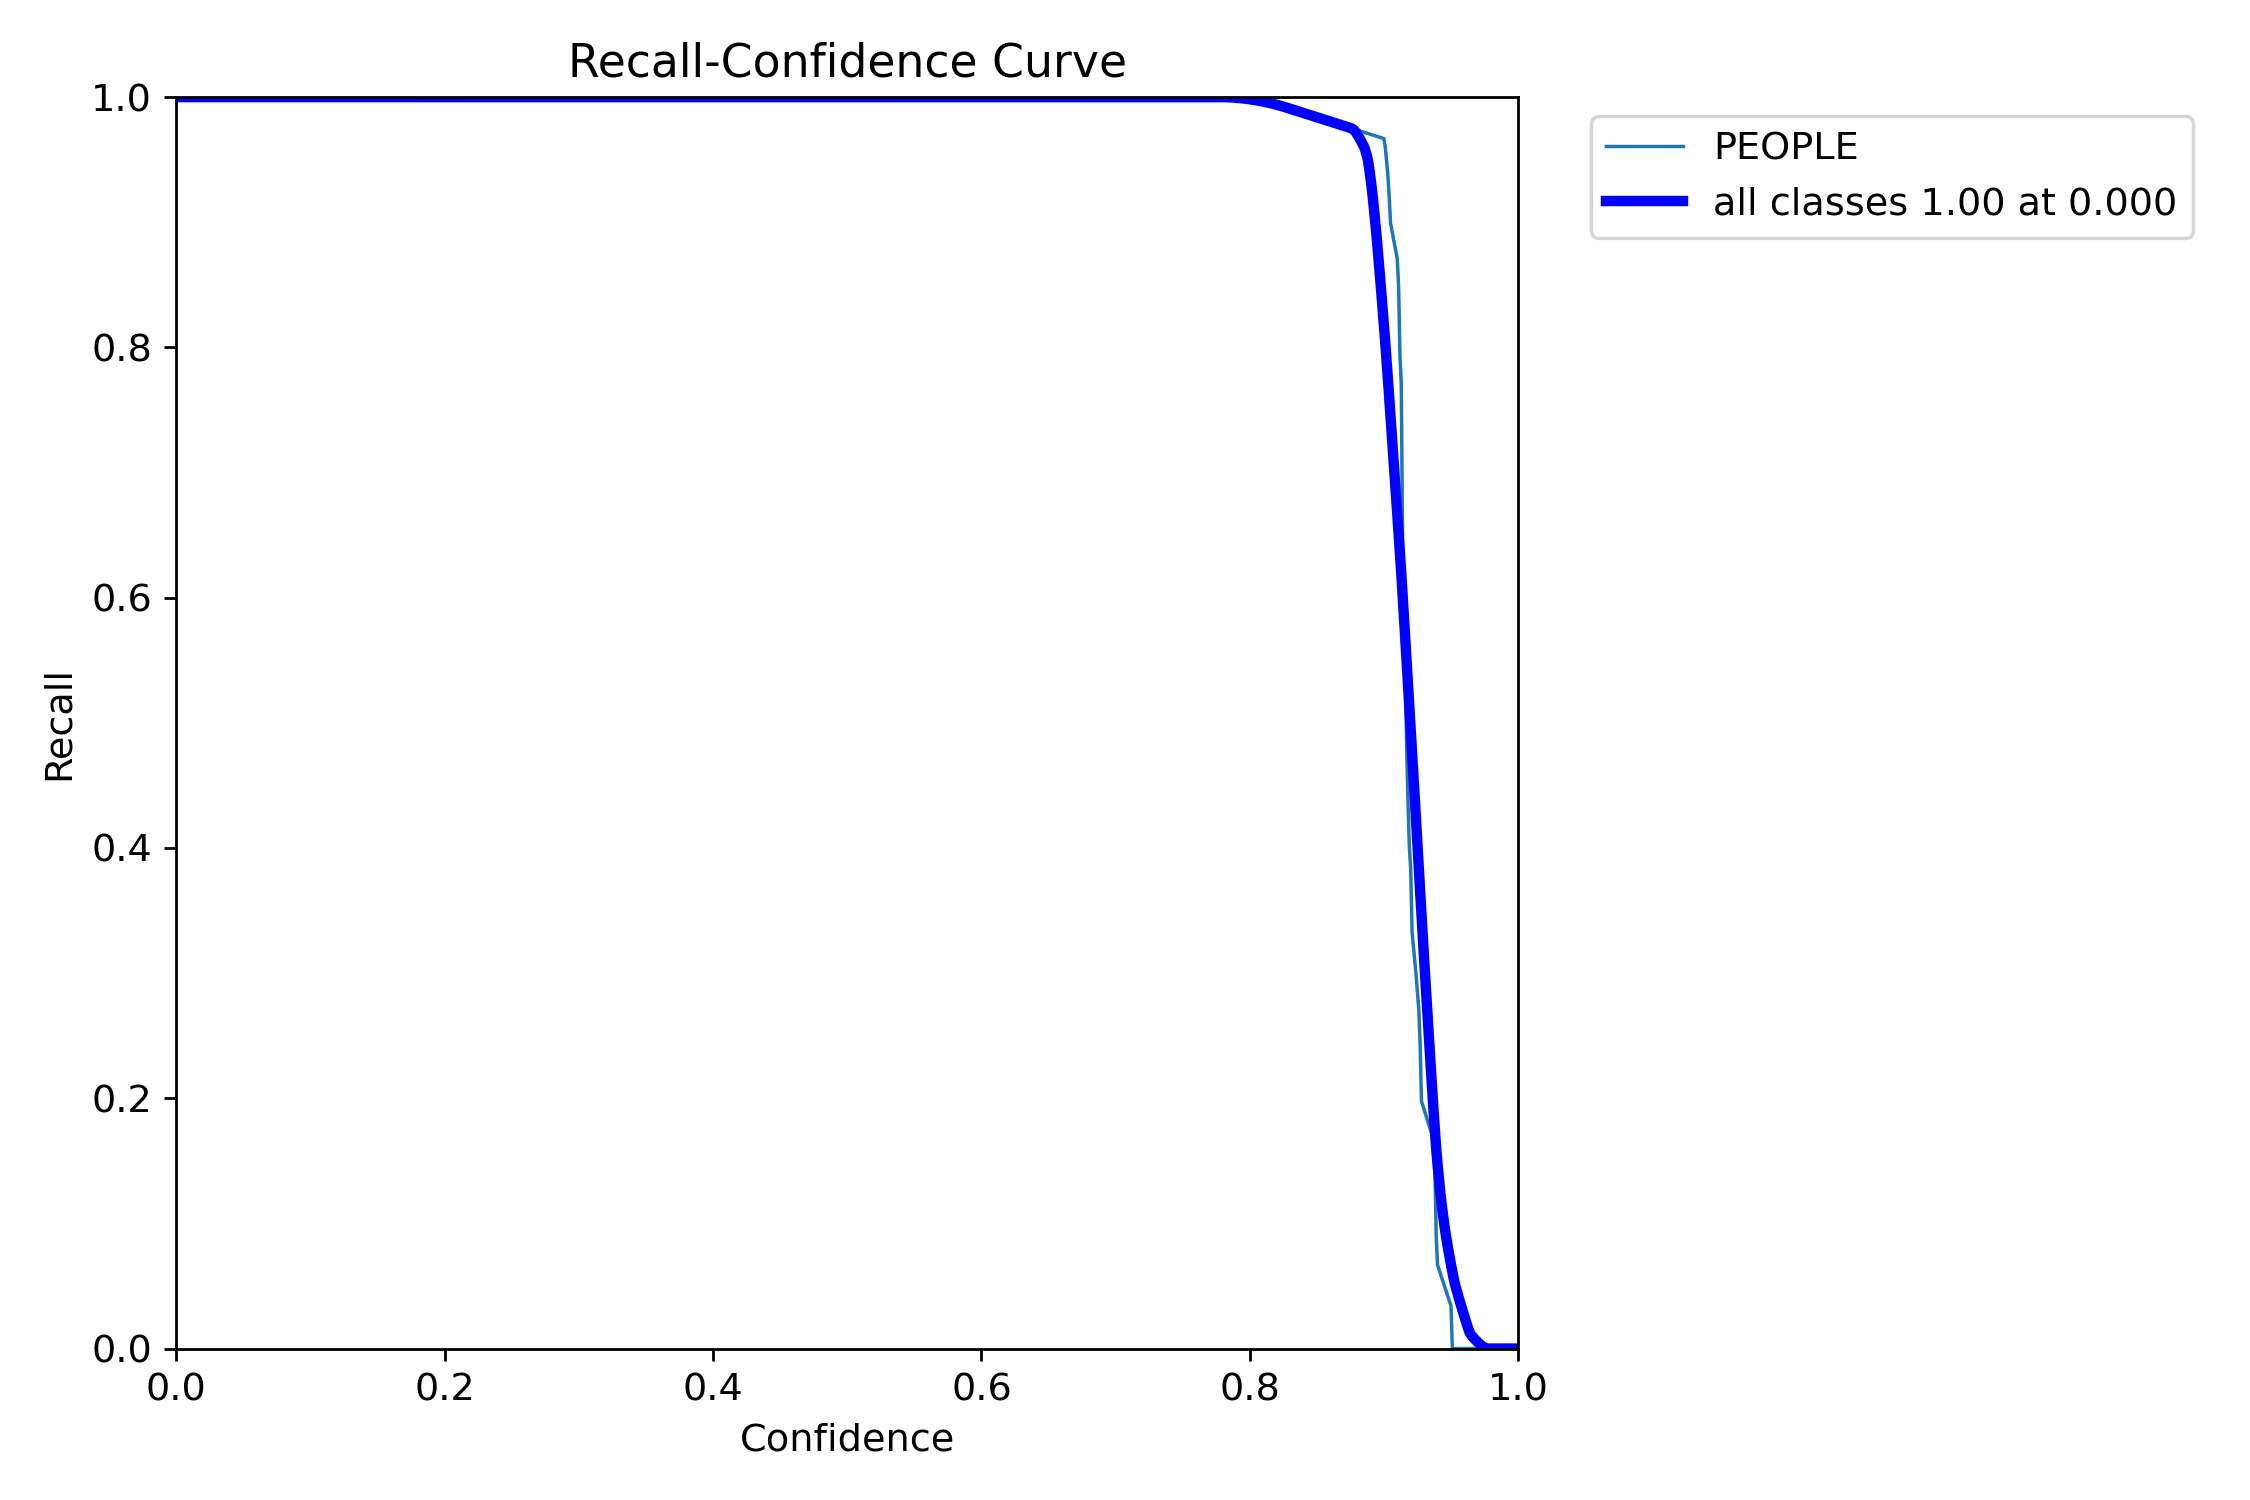 Recall-Confidence Curve
1.0
0.8
0.6
0.4
0.2
0.0
Recall
0.0 0.2 0.4 0.6 0.8 1.0
Confidence
PEOPLE
all classes 1.00 at 0.000